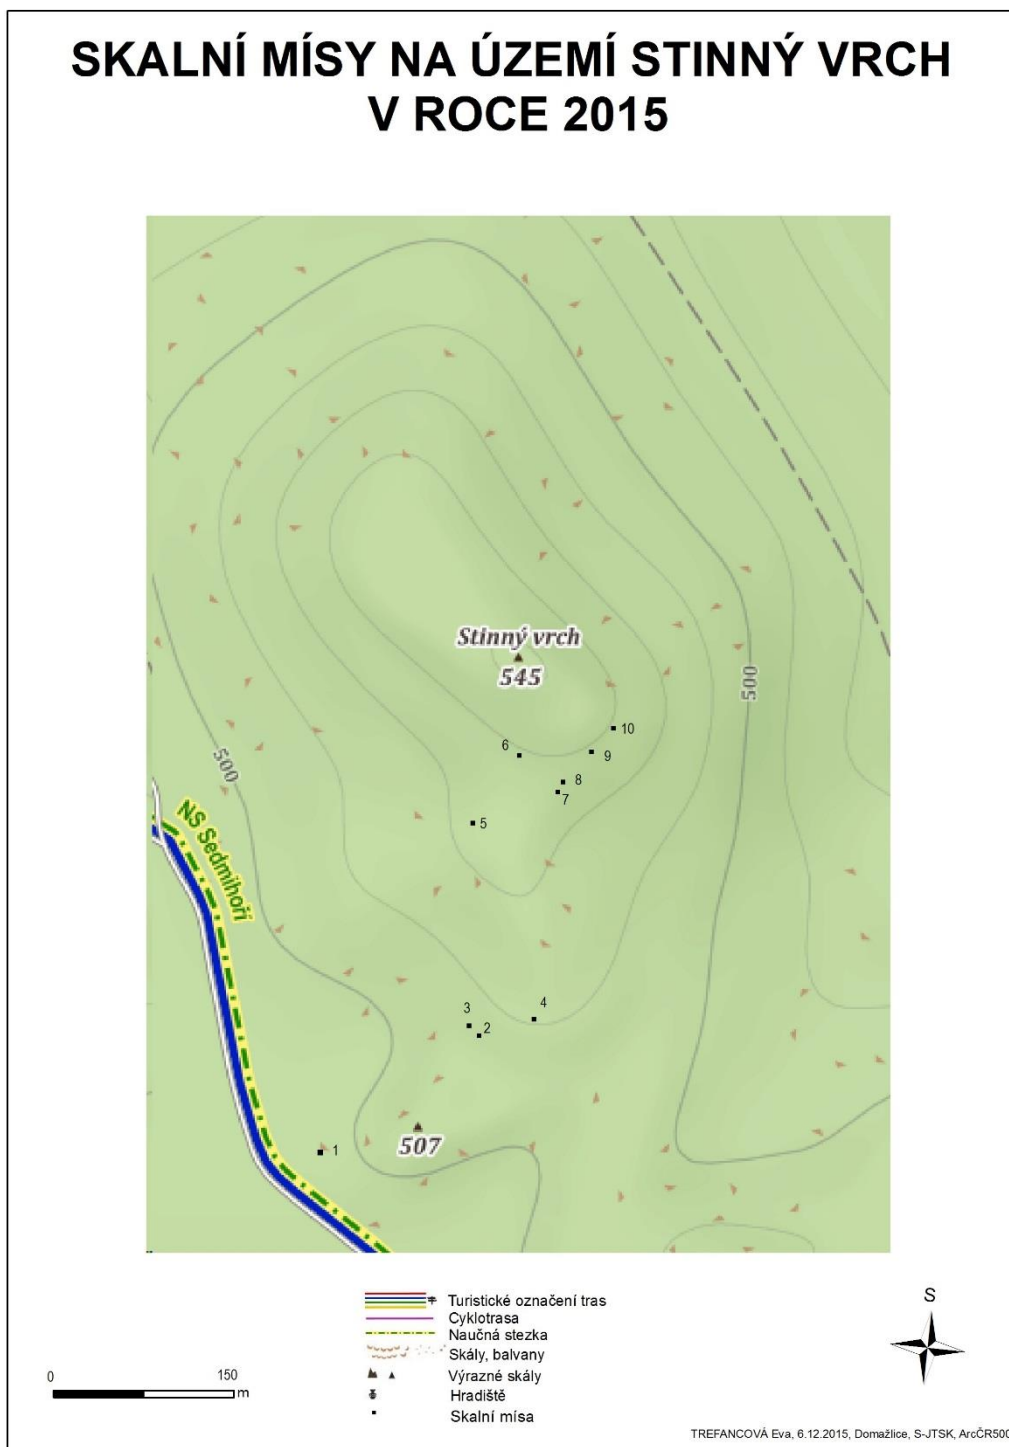 SKALNÍ MÍSY NA ÚZEMÍ STINNÝ VRCH
V ROCE 2015
Stinný vrch
545
500
10
6
9
8
7
500
5
NS Sedmihoří
4
3
2
507
1
S
Turistické označení tras
Cyklotrasa
Naučná stezka
Skály, balvany
Výrazné skály
Hradiště
Skalní mísa
0 150
m
TREFANCOVÁ Eva, 6.12.2015, Domažlice, S-JTSK, ArcČR500